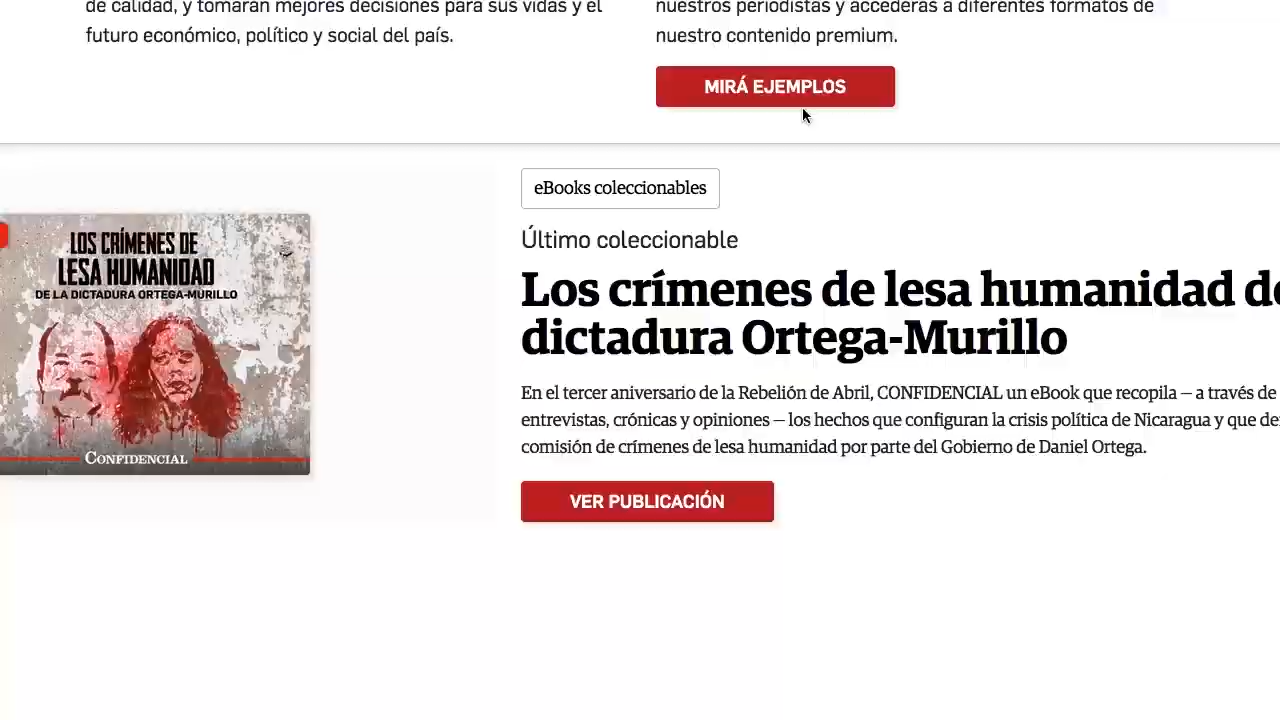 de calidad, y tomarán mejores decisiones para sus vidas y el
futuro económico, político y social del país.
nuestros periodistas y accederás a diferentes formatos de
nuestro contenido premium.
MIRÁ EJEMPLOS
LOS CRÍMENES DE
LESA HUMANIDAD
DE LA DICTADURA ORTEGA-MURILLO
CONFIDENCIAL
eBooks coleccionables
Último coleccionable
Los crímenes de lesa humanidad
dictadura Ortega-Murillo
En el tercer aniversario de la Rebelión de Abril, CONFIDENCIAL un eBook que recopila – a través de
entrevistas, crónicas y opiniones – los hechos que configuran la crisis política de Nicaragua y que
comisión de crímenes de lesa humanidad por parte del Gobierno de Daniel Ortega.
VER PUBLICACIÓN